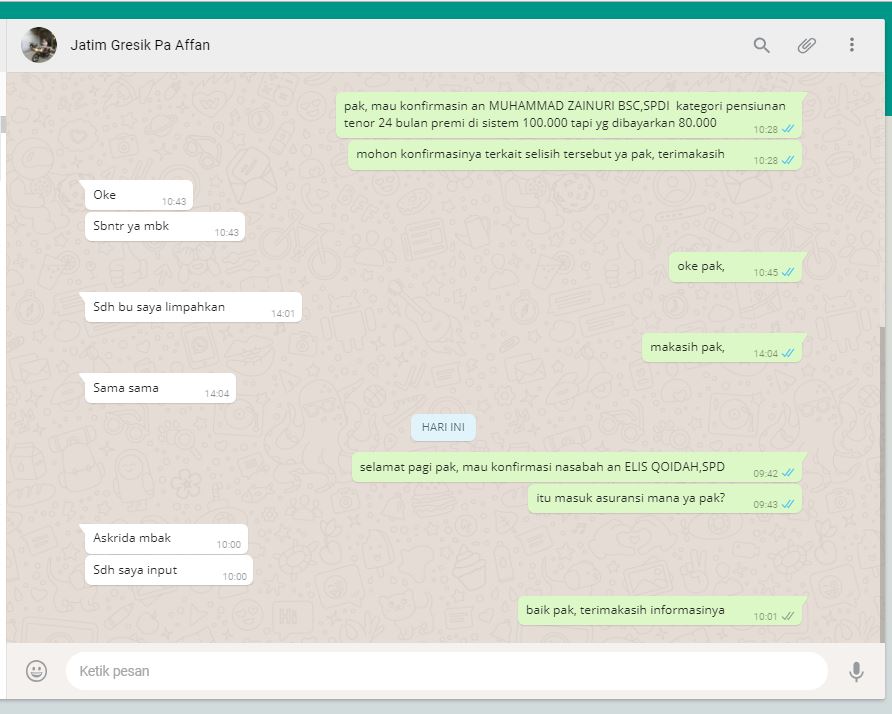 Jatim Gresik Pa Affan
pak, mau konfirmasin an MUHAMMAD ZAINURI BSC,SPDI kategori pensiunan
tenor 24 bulan premi di sistem 100.000 tapi yg dibayarkan 80.000
10:28
mohon konfirmasinya terkait selisih tersebut ya pak, terimakasih
10:28
Oke
10:43
Sbntr ya mbk
10:43
oke pak,
10:45
Sdh bu saya limpahkan
14:01
makasih pak,
14:04
Sama sama
14:04
HARI INI
selamat pagi pak, mau konfirmasi nasabah an ELIS QOIDAH,SPD
09:42
itu masuk asuransi mana ya pak?
09:43
Askrida mbak
10:00
Sdh saya input
10:00
baik pak, terimakasih informasinya
10:01
Ketik pesan